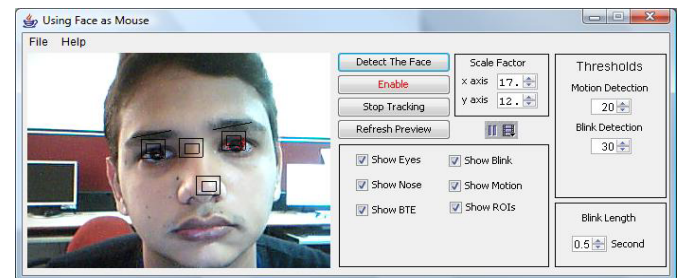 Using Face as Mouse
File Help
Detect The Face
Enable
Stop Tracking
Refresh Preview
Scale Factor
x axis 17.
y axis 12.
Thresholds
Motion Detection
20
Blink Detection
30
Show Eyes Show Blink
Show Nose Show Motion
Show BTE Show ROIs
Blink Length
0.5 Second